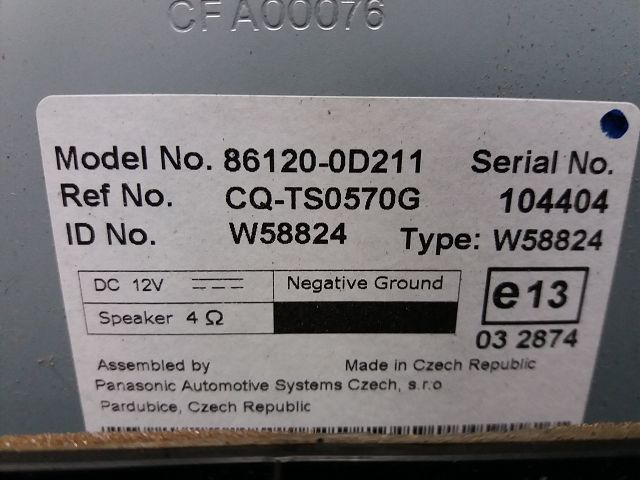 CFA00076
Model No. 86120-0D211 Serial No.
Ref No. CQ-TS0570G 104404
ID No. W58824 Type: W58824
DC 12V Negative Ground
Speaker 4 Ω
e13
03 2874
Assembled by Made in Czech Republic
Panasonic Automotive Systems Czech, s.r.o
Pardubice, Czech Republic